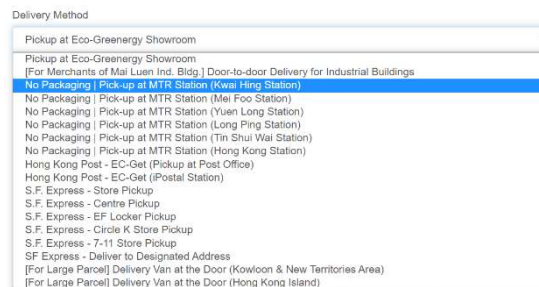 Delivery Method
Pickup at Eco-Greenergy Showroom
Pickup at Eco-Greenergy Showroom
[For Merchants of Mai Luen Ind. Bldg.] Door-to-door Delivery for Industrial Buildings
No Packaging | Pick-up at MTR Station (Kwai Hing Station)
No Packaging | Pick-up at MTR Station (Mei Foo Station)
No Packaging | Pick-up at MTR Station (Yuen Long Station)
No Packaging | Pick-up at MTR Station (Long Ping Station)
No Packaging | Pick-up at MTR Station (Tin Shui Wai Station)
No Packaging | Pick-up at MTR Station (Hong Kong Station)
Hong Kong Post - EC-Get (Pickup at Post Office)
Hong Kong Post - EC-Get (iPostal Station)
S.F. Express - Store Pickup
S.F. Express - Centre Pickup
S.F. Express - EF Locker Pickup
S.F. Express - Circle K Store Pickup
S.F. Express - 7-11 Store Pickup
SF Express - Deliver to Designated Address
[For Large Parcel] Delivery Van at the Door (Kowloon & New Territories Area)
[For Large Parcel] Delivery Van at the Door (Hong Kong Island)